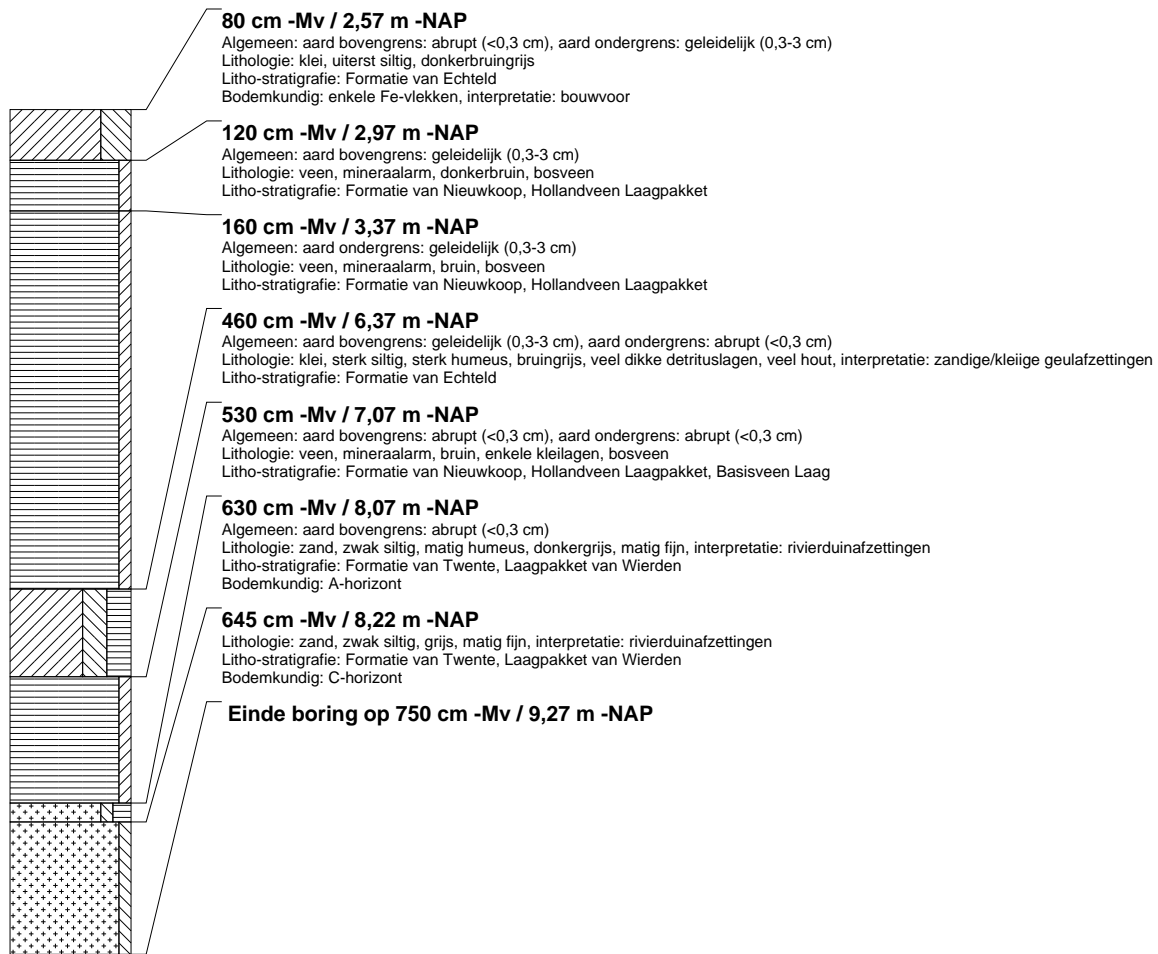 80 cm -Mv / 2,57 m -NAP
Algemeen: aard bovengrens: abrupt (<0,3 cm), aard ondergrens: geleidelijk (0,3-3 cm)
Lithologie: klei, uiterst siltig, donkerbruingrijs
Litho-stratigrafie: Formatie van Echteld
Bodemkundig: enkele Fe-vlekken, interpretatie: bouwvoor
120 cm -Mv / 2,97 m -NAP
Algemeen: aard bovengrens: geleidelijk (0,3-3 cm)
Lithologie: veen, mineraalarm, donkerbruin, bosveen
Litho-stratigrafie: Formatie van Nieuwkoop, Hollandveen Laagpakket
160 cm -Mv / 3,37 m -NAP
Algemeen: aard ondergrens: geleidelijk (0,3-3 cm)
Lithologie: veen, mineraalarm, bruin, bosveen
Litho-stratigrafie: Formatie van Nieuwkoop, Hollandveen Laagpakket
460 cm -Mv / 6,37 m -NAP
Algemeen: aard bovengrens: geleidelijk (0,3-3 cm), aard ondergrens: abrupt (<0,3 cm)
Lithologie: klei, sterk siltig, sterk humeus, bruingrijs, veel dikke detrituslagen, veel hout, interpretatie: zandige/kleiige geulafzettingen
Litho-stratigrafie: Formatie van Echteld
530 cm -Mv / 7,07 m -NAP
Algemeen: aard bovengrens: abrupt (<0,3 cm), aard ondergrens: abrupt (<0,3 cm)
Lithologie: veen, mineraalarm, bruin, enkele kleilagen, bosveen
Litho-stratigrafie: Formatie van Nieuwkoop, Hollandveen Laagpakket, Basisveen Laag
630 cm -Mv / 8,07 m -NAP
Algemeen: aard bovengrens: abrupt (<0,3 cm)
Lithologie: zand, zwak siltig, matig humeus, donkergrijs, matig fijn, interpretatie: rivierduinafzettingen
Litho-stratigrafie: Formatie van Twente, Laagpakket van Wierden
Bodemkundig: A-horizont
645 cm -Mv / 8,22 m -NAP
Lithologie: zand, zwak siltig, grijs, matig fijn, interpretatie: rivierduinafzettingen
Litho-stratigrafie: Formatie van Twente, Laagpakket van Wierden
Bodemkundig: C-horizont
Einde boring op 750 cm -Mv / 9,27 m -NAP